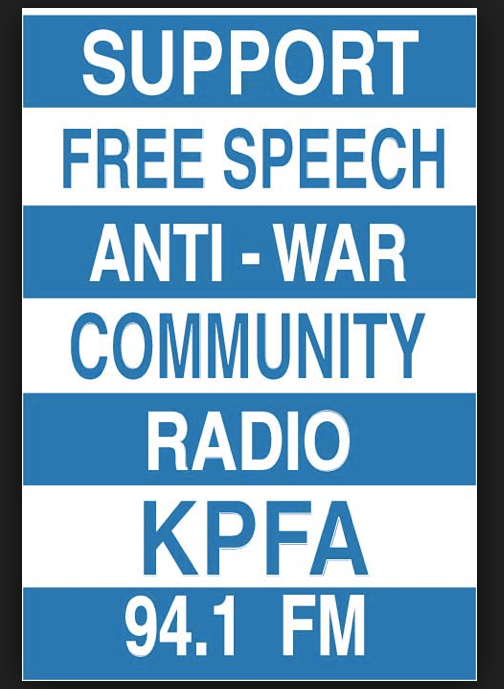 SUPPORT
FREE SPEECH
ANTI - WAR
COMMUNITY
RADIO
KPFA
94.1 FM